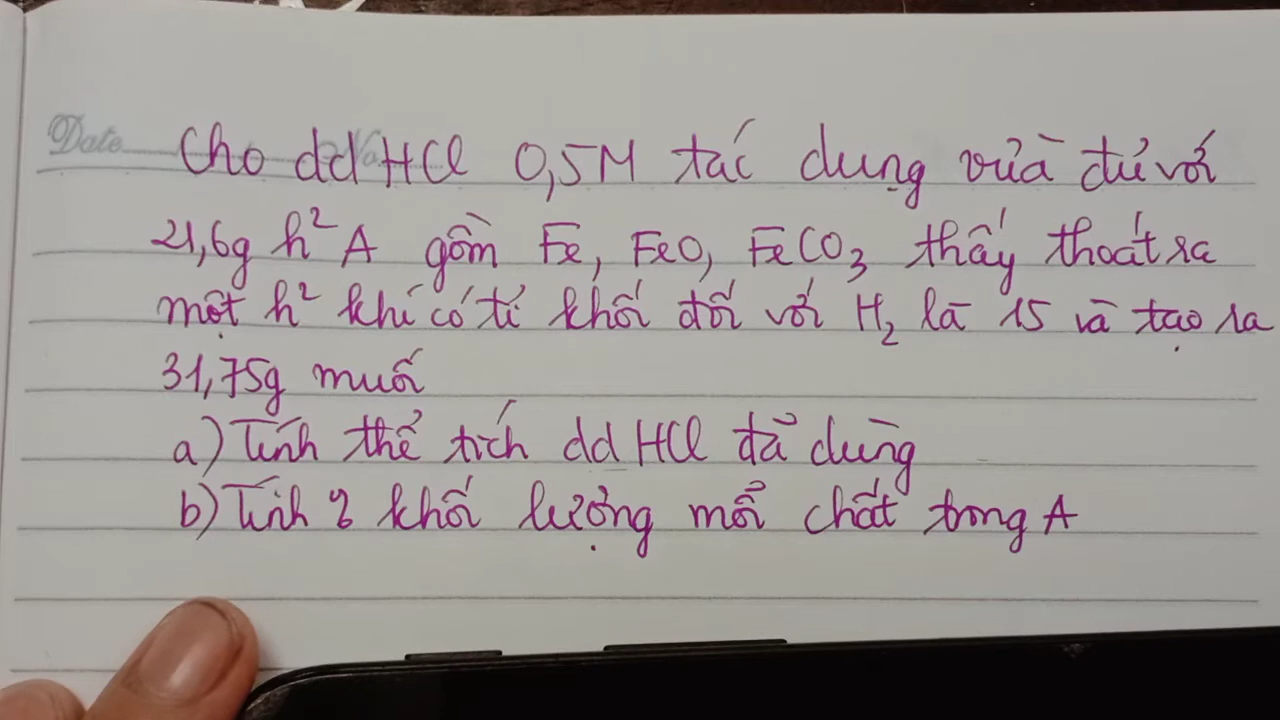 Date
Cho dd HCl 0,5M tác dụng vừa đủ với
21,6g h² A gồm Fe, FeO, FeCO₃ thấy thoát ra
một h² khí có tỉ khối đối với H₂ là 15 và tạo ra
31,75g muối
a) Tính thể tích dd HCl đã dùng
b) Tính % khối lượng mỗi chất trong A